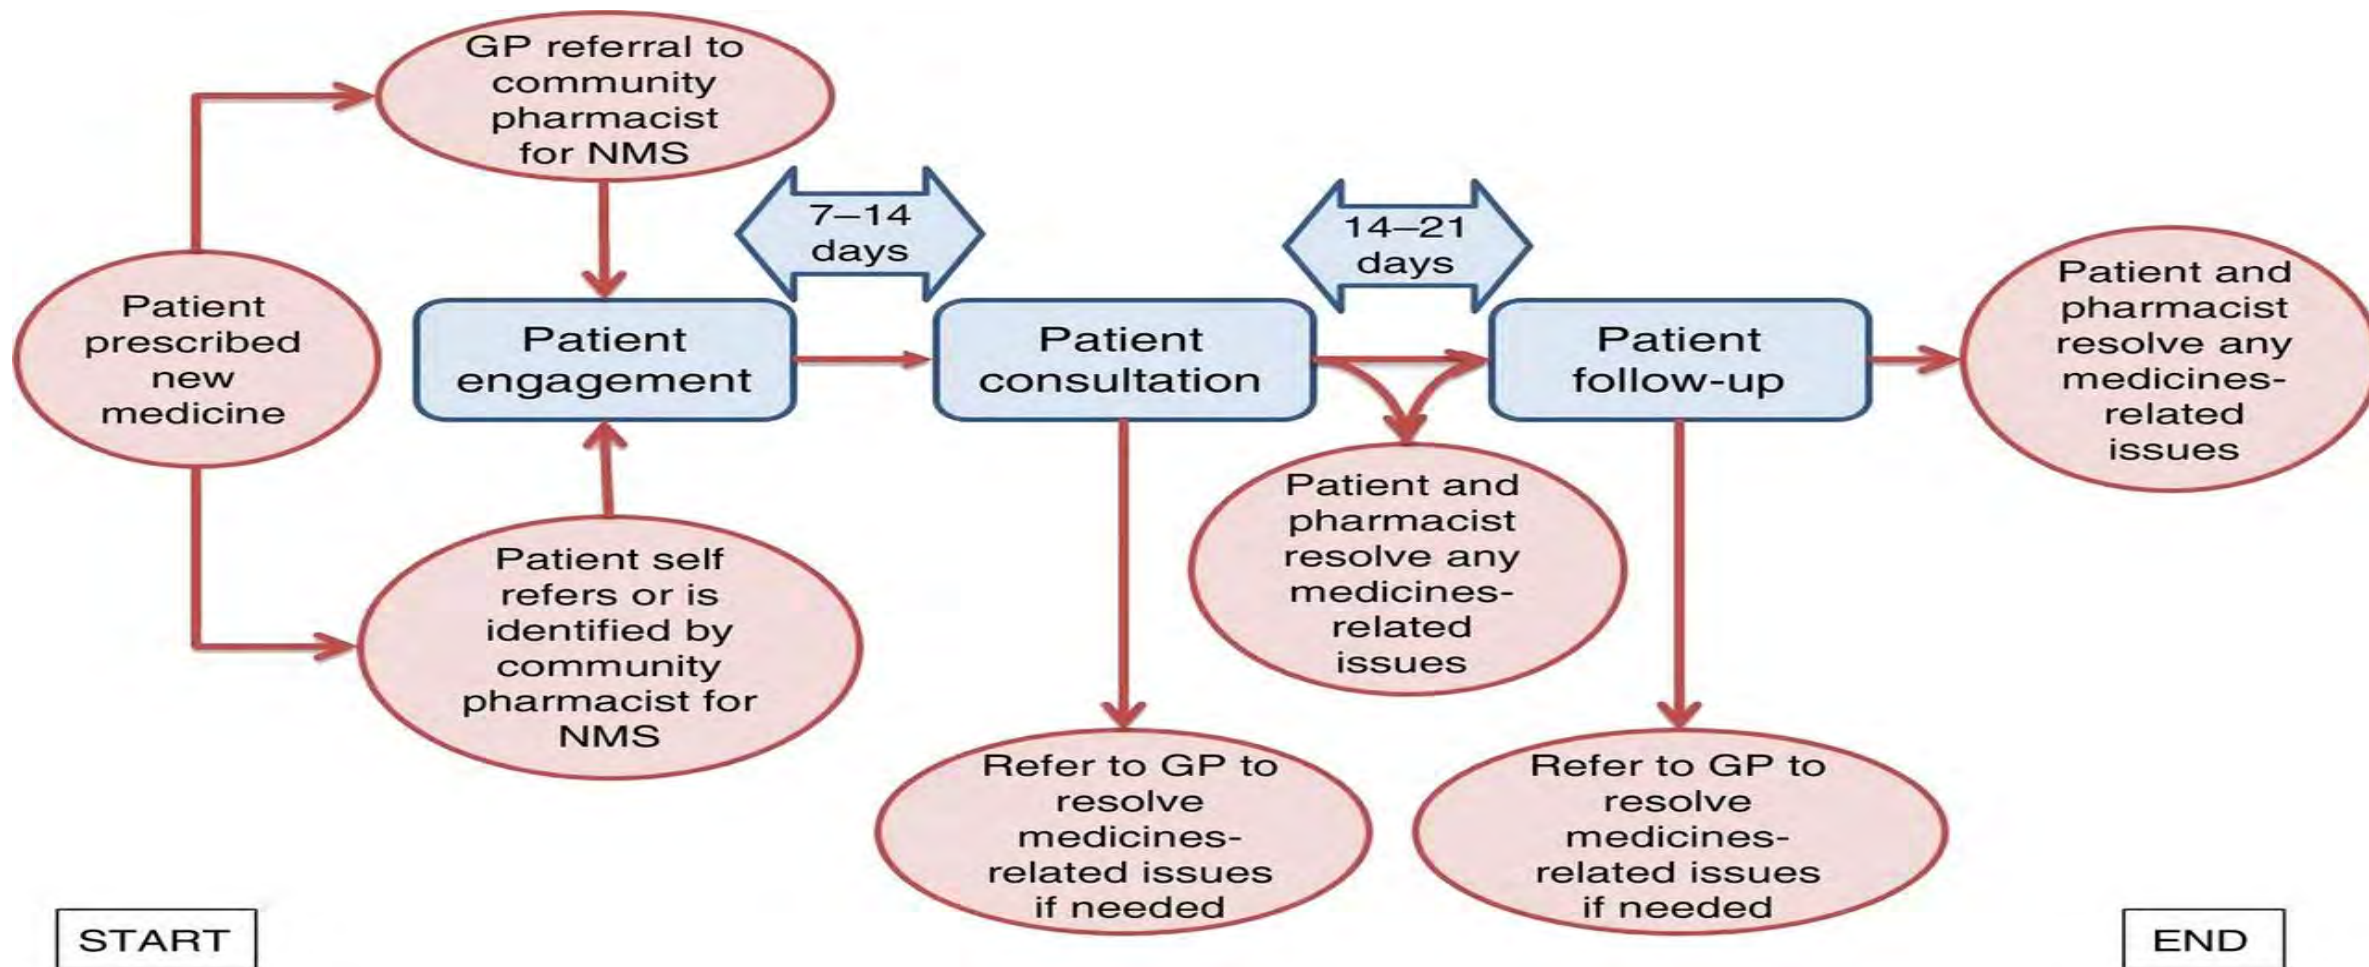 GP referral to
community
pharmacist
for NMS
7–14
days
14–21
days
Patient
prescribed
new
medicine
Patient
engagement
Patient
consultation
Patient
follow-up
Patient and
pharmacist
resolve any
medicines-
related
issues
Patient self
refers or is
identified by
community
pharmacist for
NMS
Patient and
pharmacist
resolve any
medicines-
related
issues
Refer to GP to
resolve
medicines-
related issues
if needed
Refer to GP to
resolve
medicines-
related issues
if needed
START
END